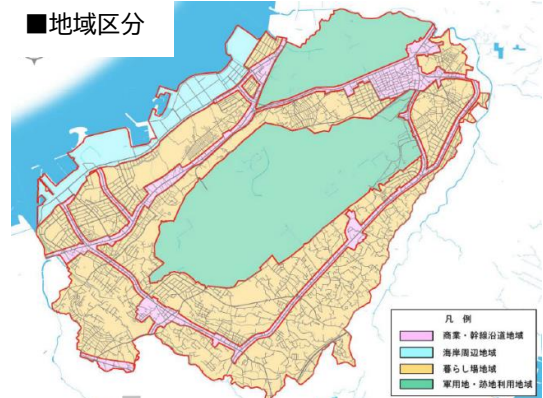 ■地域区分
凡 例
商業・幹線沿道地域
海岸周辺地域
暮らし場地域
軍用地・跡地利用地域